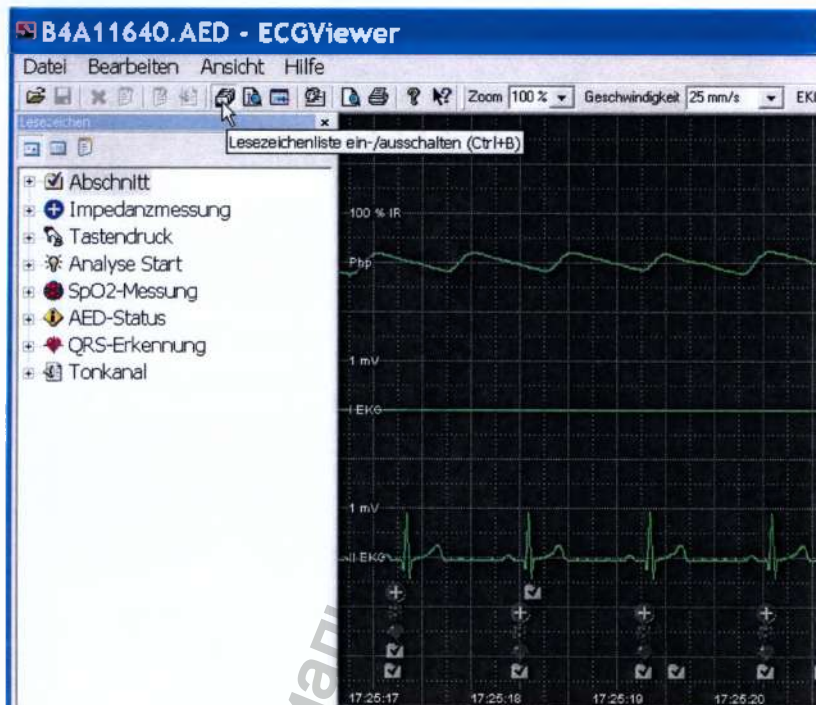 B4A11640.AED - ECGViewer
Datei Bearbeiten Ansicht Hilfe
Zoom 100 % Geschwindigkeit 25 mm/s
Lesezeichen
Lesezeichenliste ein-/ausschalten (Ctrl+B)
Abschnitt
Impedanzmessung
Tastendruck
Analyse Start
SpO2-Messung
AED-Status
QRS-Erkennung
Tonkanal
100 % IR
1 mV
I EKG
1 mV
II EKG
17:25:17 17:25:18 17:25:19 17:25:20